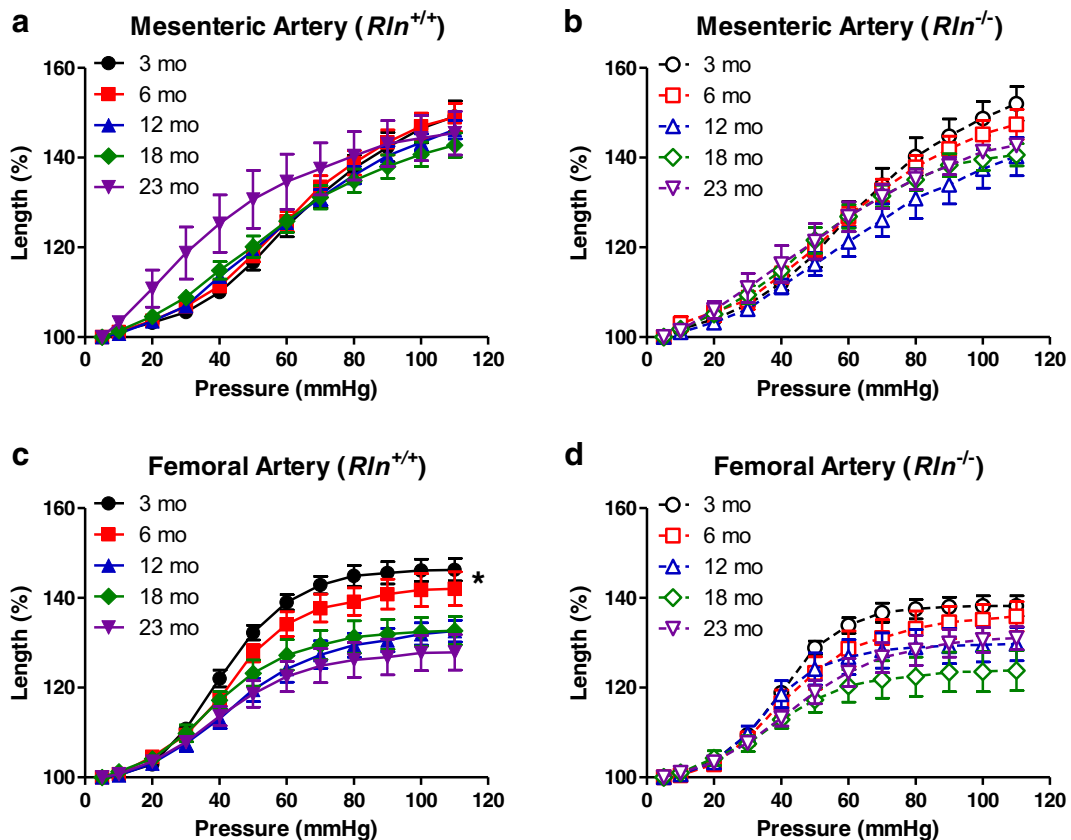 a
Mesenteric Artery (Rln+/+)
160
140
120
100
Length (%)
3 mo
6 mo
12 mo
18 mo
23 mo
0 20 40 60 80 100 120
Pressure (mmHg)
b
Mesenteric Artery (Rln-/-)
160
140
120
100
Length (%)
3 mo
6 mo
12 mo
18 mo
23 mo
0 20 40 60 80 100 120
Pressure (mmHg)
c
Femoral Artery (Rln+/+)
160
140
120
100
Length (%)
3 mo
6 mo
12 mo
18 mo
23 mo
*
0 20 40 60 80 100 120
Pressure (mmHg)
d
Femoral Artery (Rln-/-)
160
140
120
100
Length (%)
3 mo
6 mo
12 mo
18 mo
23 mo
0 20 40 60 80 100 120
Pressure (mmHg)